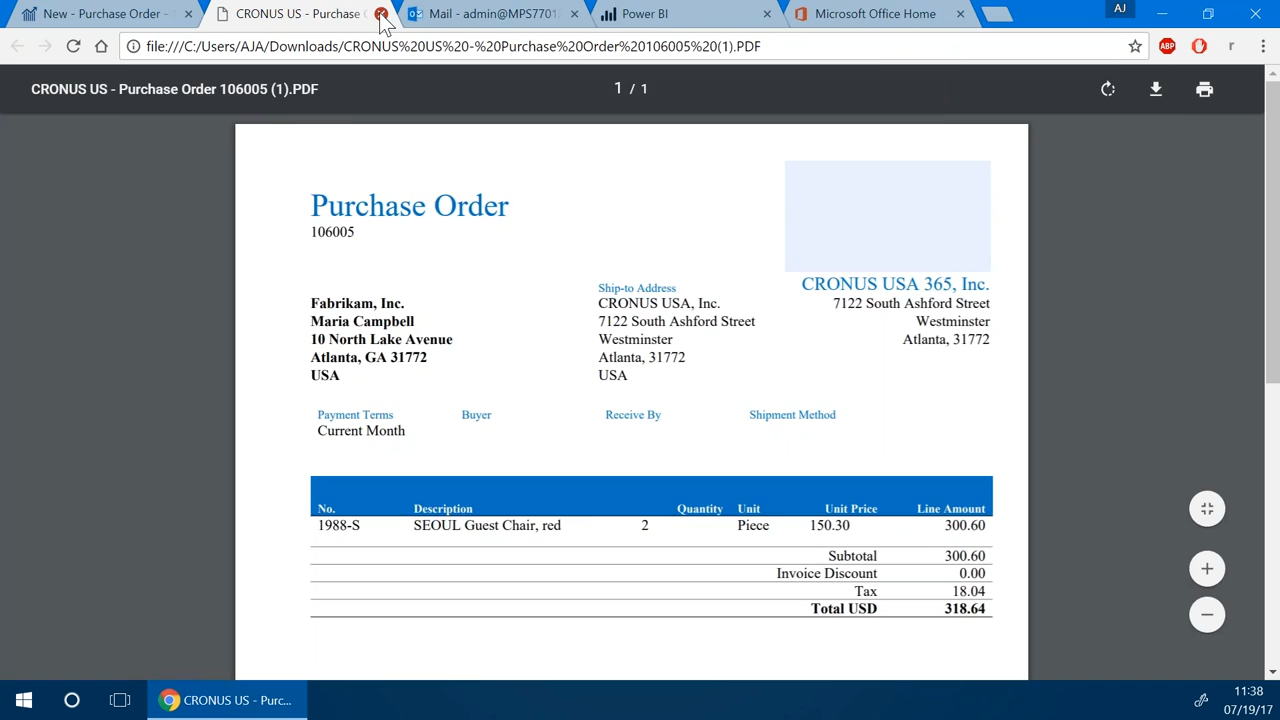 New - Purchase Order -
CRONUS US - Purchase
Mail - admin@MPS7701
Power BI
Microsoft Office Home
AJ
file:///C:/Users/AJA/Downloads/CRONUS%20US%20-%20Purchase%20Order%20106005%20(1).PDF
ABP
r
CRONUS US - Purchase Order 106005 (1).PDF
1 / 1
Purchase Order
106005
CRONUS USA 365, Inc.
7122 South Ashford Street
Westminster
Atlanta, 31772
Ship-to Address
CRONUS USA, Inc.
7122 South Ashford Street
Westminster
Atlanta, 31772
USA
Fabrikam, Inc.
Maria Campbell
10 North Lake Avenue
Atlanta, GA 31772
USA
Payment Terms Buyer Receive By Shipment Method
Current Month
No. Description Quantity Unit Unit Price Line Amount
1988-S SEOUL Guest Chair, red 2 Piece 150.30 300.60
Subtotal 300.60
Invoice Discount 0.00
Tax 18.04
Total USD 318.64
CRONUS US - Purc...
11:38
07/19/17